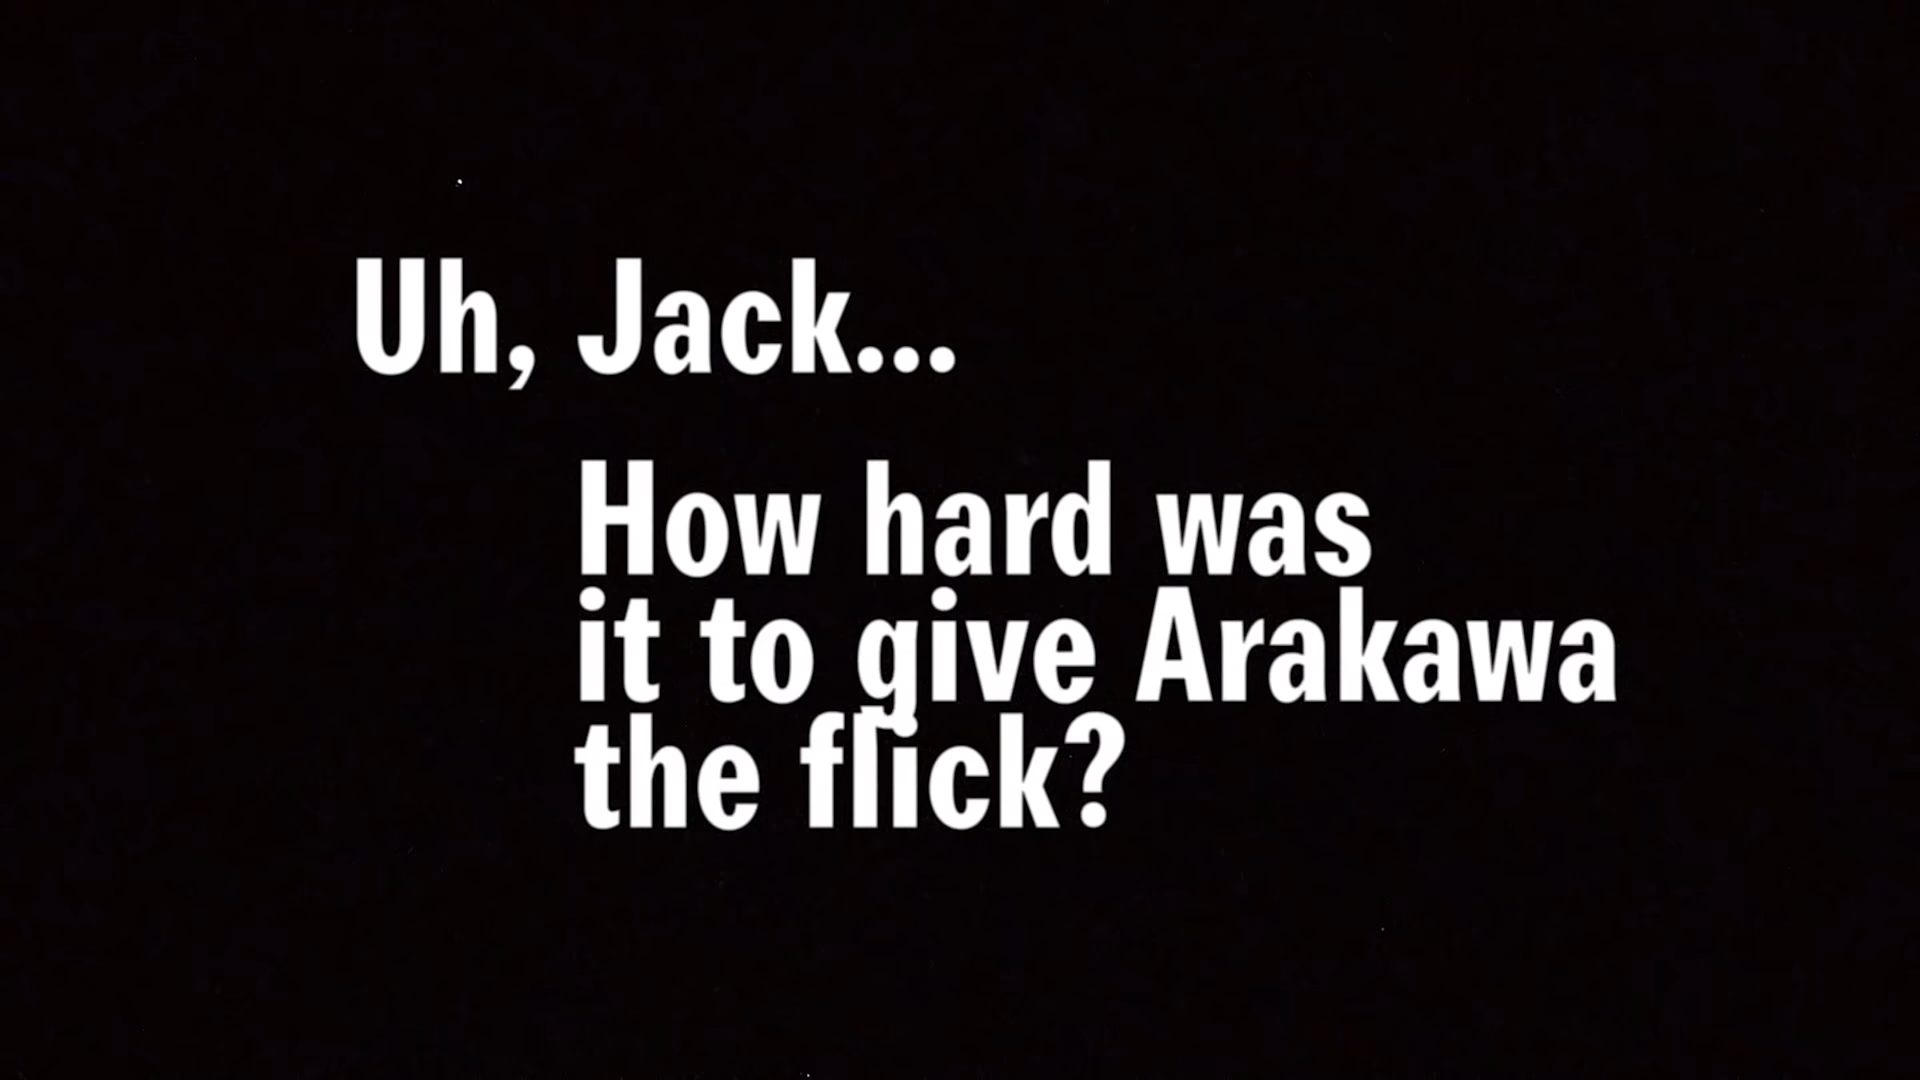 Uh, Jack...
How hard was
it to give Arakawa
the flick?